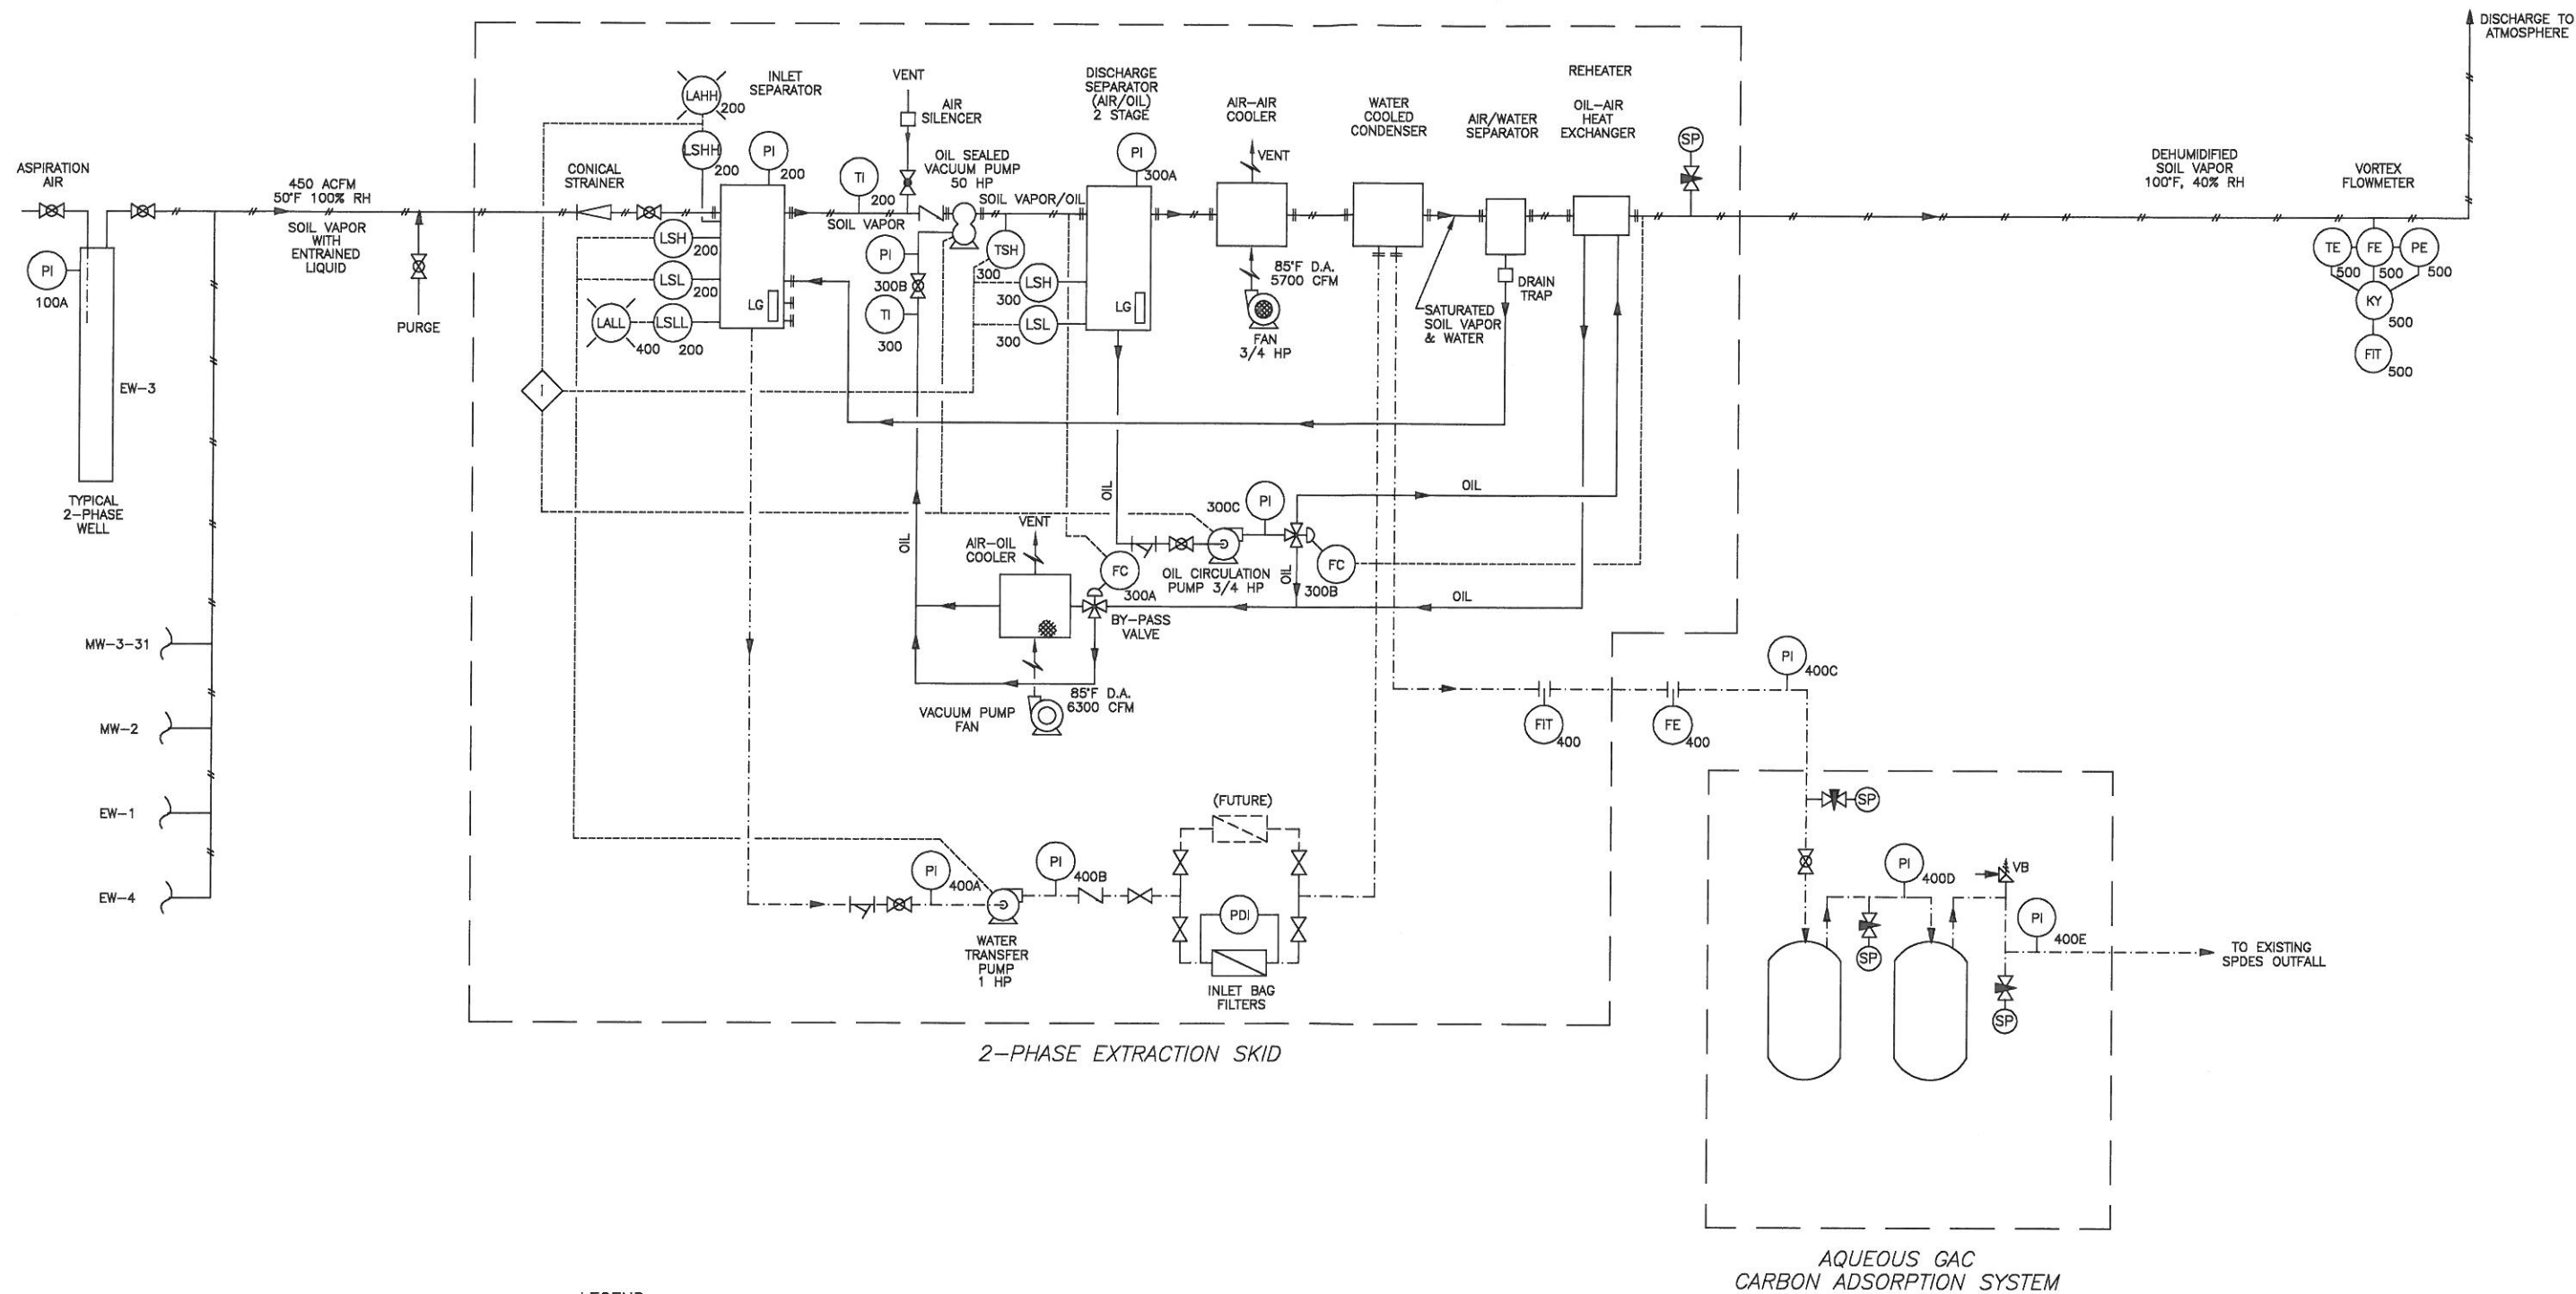 DISCHARGE TO
ATMOSPHERE
LAHH
200
INLET
SEPARATOR
VENT
AIR
SILENCER
DISCHARGE
SEPARATOR
(AIR/OIL)
2 STAGE
AIR-AIR
COOLER
WATER
COOLED
CONDENSER
AIR/WATER
SEPARATOR
REHEATER
OIL-AIR
HEAT
EXCHANGER
SP
ASPIRATION
AIR
450 ACFM
50°F 100% RH
SOIL VAPOR
WITH
ENTRAINED
LIQUID
CONICAL
STRAINER
LSHH
200
PI
200
TI
200
OIL SEALED
VACUUM PUMP
50 HP
SOIL VAPOR/OIL
SOIL VAPOR
PI
300A
VENT
DEHUMIDIFIED
SOIL VAPOR
100°F, 40% RH
VORTEX
FLOWMETER
PI
100A
PURGE
LSH
200
LSL
200
LALL
400
LSLL
200
LG
PI
300B
TI
300
TSH
300
LSH
300
LSL
300
LG
85°F D.A.
5700 CFM
FAN
3/4 HP
SATURATED
SOIL VAPOR
& WATER
DRAIN
TRAP
TE
500
FE
500
PE
500
KY
500
FIT
500
EW-3
I
TYPICAL
2-PHASE
WELL
OIL
OIL
300C
PI
OIL
VENT
AIR-OIL
COOLER
FC
300A
OIL CIRCULATION
PUMP 3/4 HP
OIL
FC
300B
OIL
BY-PASS
VALVE
85°F D.A.
6300 CFM
VACUUM PUMP
FAN
MW-3-31
MW-2
EW-1
EW-4
PI
400C
FIT
400
FE
400
(FUTURE)
PI
400A
PI
400B
PDI
WATER
TRANSFER
PUMP
1 HP
INLET BAG
FILTERS
SP
PI
400D
VB
SP
PI
400E
SP
TO EXISTING
SPDES OUTFALL
2-PHASE EXTRACTION SKID
AQUEOUS GAC
CARBON ADSORPTION SYSTEM
LEGEND